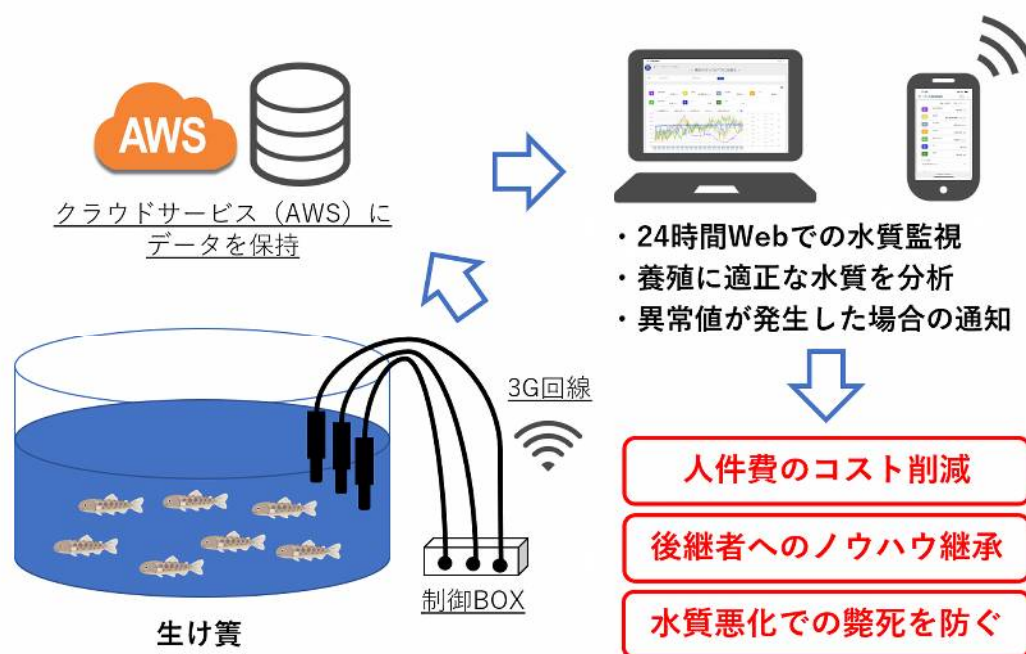 AWS
クラウドサービス（AWS）に
データを保持
・24時間Webでの水質監視
・養殖に適正な水質を分析
・異常値が発生した場合の通知
3G回線
制御BOX
生け簀
人件費のコスト削減
後継者へのノウハウ継承
水質悪化での斃死を防ぐ